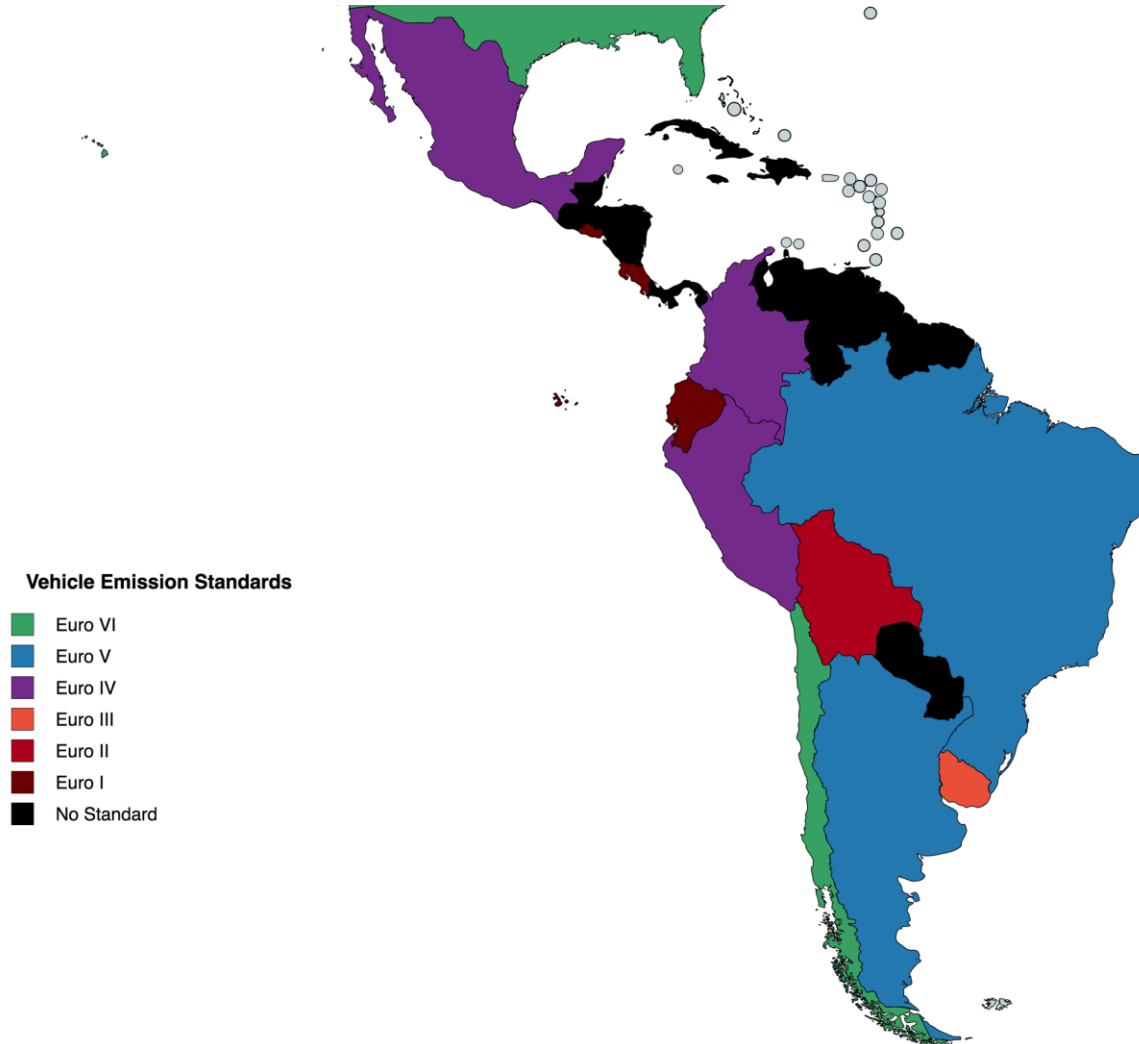 Vehicle Emission Standards
Euro VI
Euro V
Euro IV
Euro III
Euro II
Euro I
No Standard